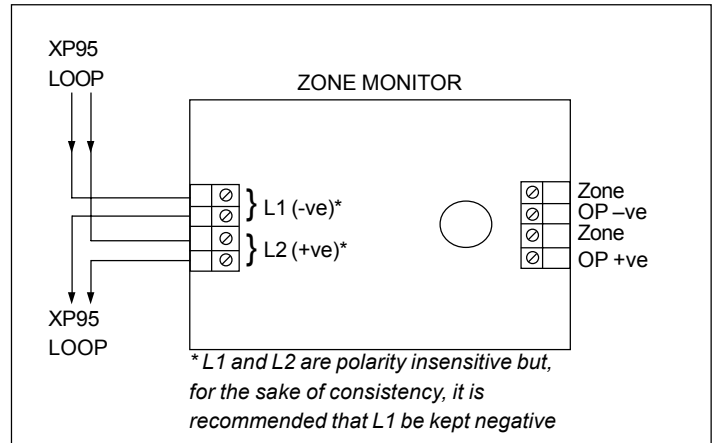 XP95
LOOP
ZONE MONITOR
L1 (-ve)*
L2 (+ve)*
Zone
OP –ve
Zone
OP +ve
XP95
LOOP
* L1 and L2 are polarity insensitive but,
for the sake of consistency, it is
recommended that L1 be kept negative